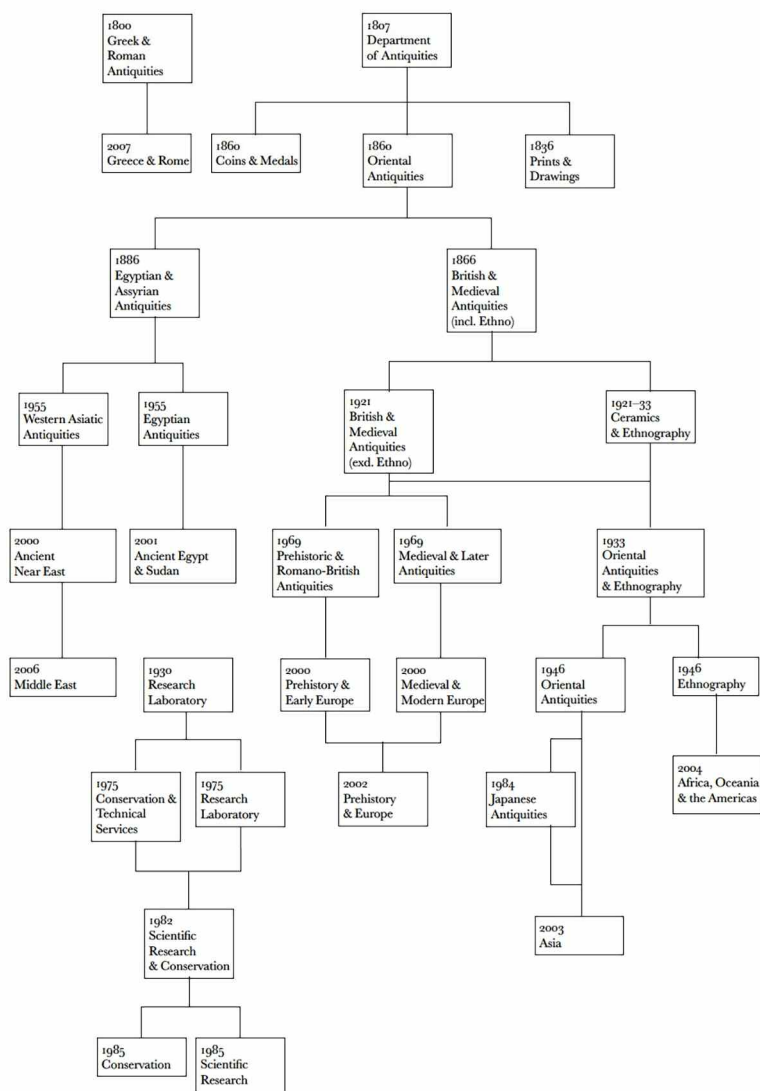 1800
Greek &
Roman
Antiquities
1807
Department
of Antiquities
2007
Greece & Rome
1860
Coins & Medals
1860
Oriental
Antiquities
1836
Prints &
Drawings
1886
Egyptian &
Assyrian
Antiquities
1866
British &
Medieval
Antiquities
(incl. Ethno)
1955
Western Asiatic
Antiquities
1955
Egyptian
Antiquities
1921
British &
Medieval
Antiquities
(exd. Ethno)
1921–33
Ceramics
& Ethnography
2000
Ancient
Near East
2001
Ancient Egypt
& Sudan
1969
Prehistoric &
Romano-British
Antiquities
1969
Medieval & Later
Antiquities
1933
Oriental
Antiquities
& Ethnography
2006
Middle East
1930
Research
Laboratory
2000
Prehistory &
Early Europe
2000
Medieval &
Modern Europe
1946
Oriental
Antiquities
1946
Ethnography
1975
Conservation &
Technical
Services
1975
Research
Laboratory
2002
Prehistory
& Europe
1984
Japanese
Antiquities
2004
Africa, Oceania
& the Americas
1982
Scientific
Research
& Conservation
2003
Asia
1985
Conservation
1985
Scientific
Research